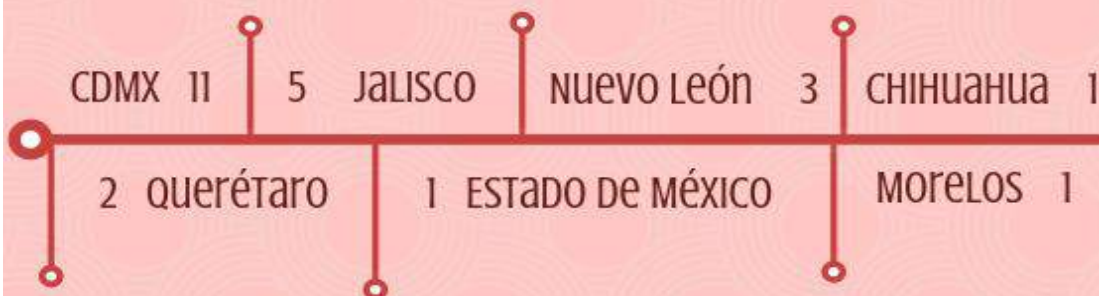 CDMX 11 5 JALISCO NUEVO LEÓN 3 CHIHUAHUA 1
2 QUERÉTARO 1 ESTADO DE MÉXICO MORELOS 1